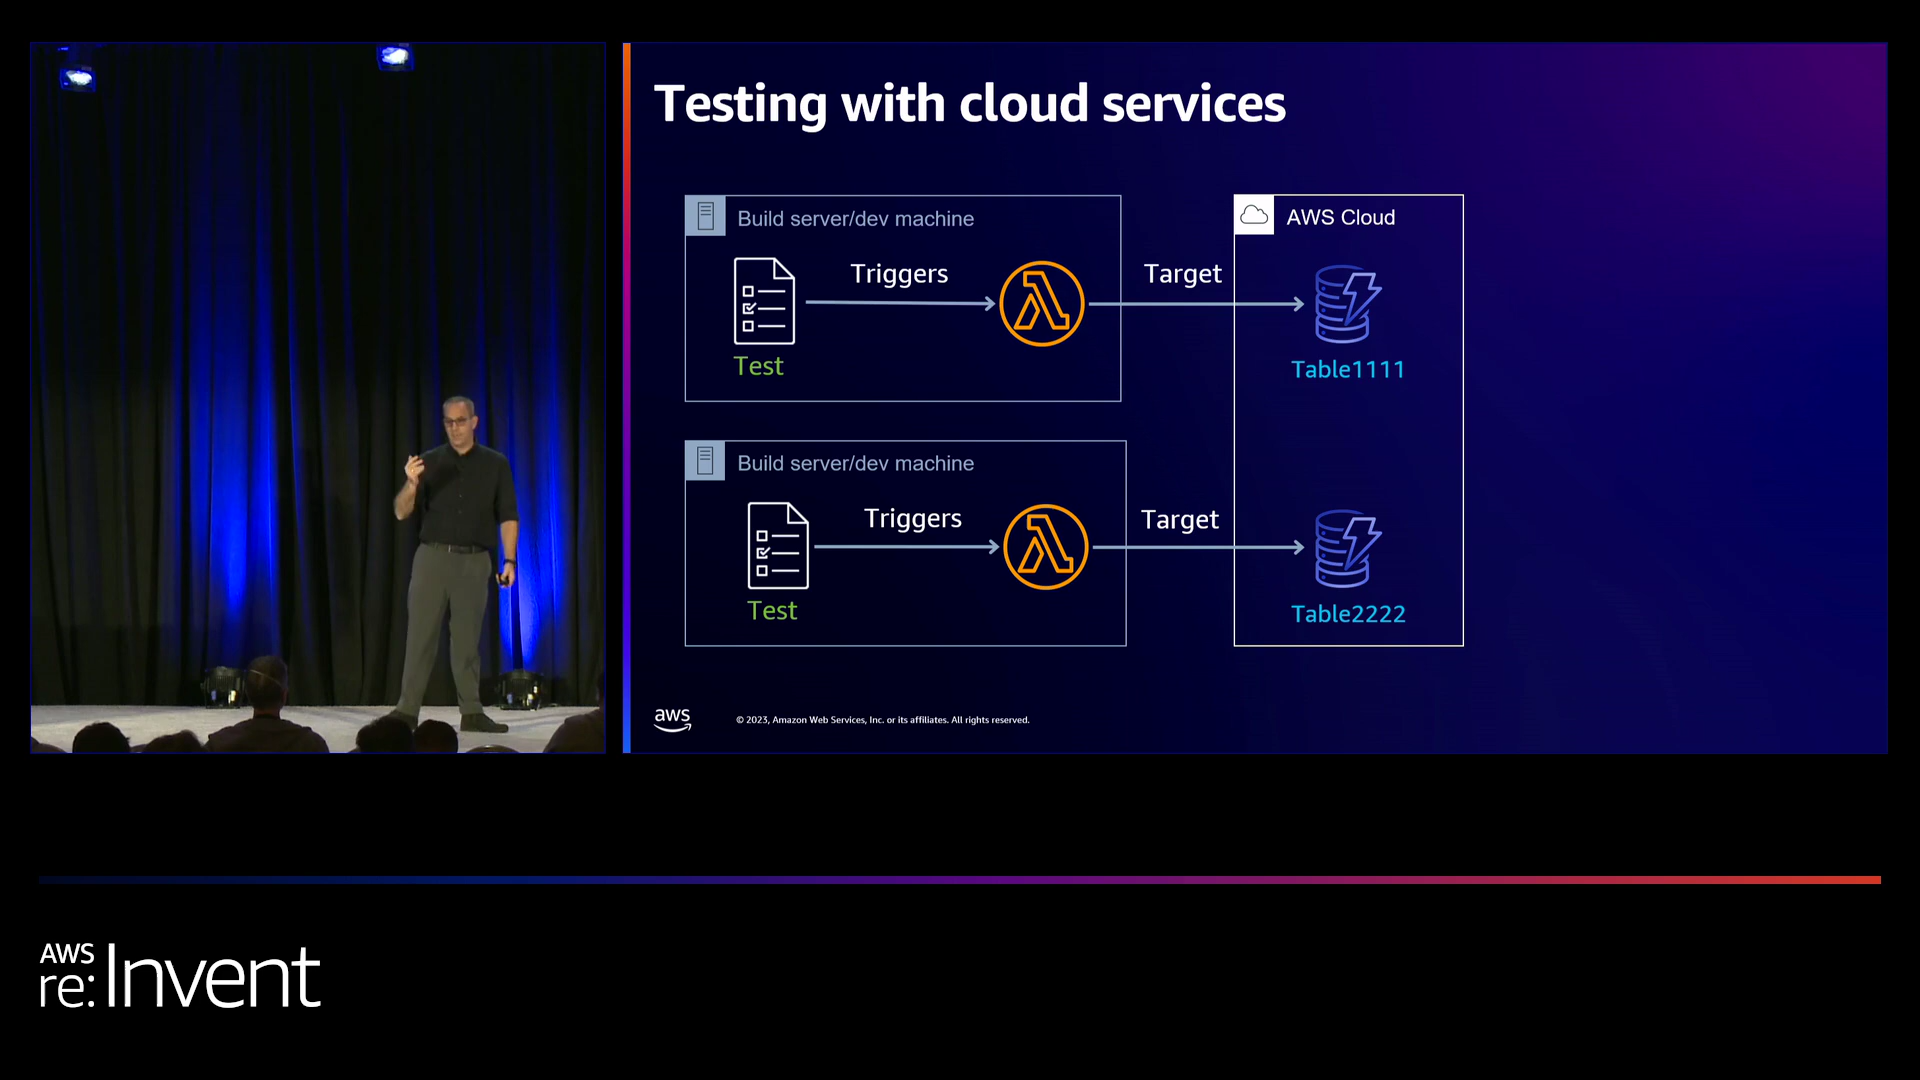 Testing with cloud services
Build server/dev machine
Triggers
Target
Test
AWS Cloud
Table1111
Build server/dev machine
Triggers
Target
Test
Table2222
aws
© 2023, Amazon Web Services, Inc. or its affiliates. All rights reserved.
AWS
re:Invent